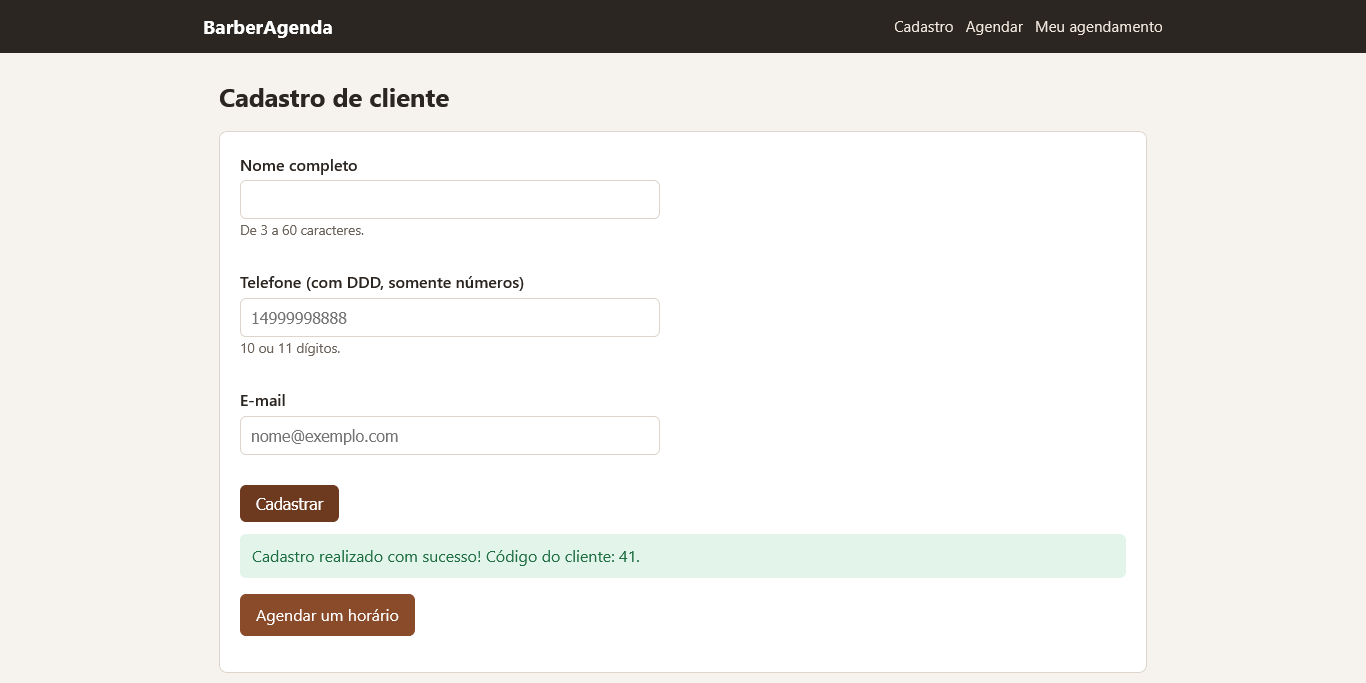 BarberAgenda
Cadastro Agendar Meu agendamento
Cadastro de cliente
Nome completo
De 3 a 60 caracteres.
Telefone (com DDD, somente números)
14999998888
10 ou 11 dígitos.
E-mail
nome@exemplo.com
Cadastrar
Cadastro realizado com sucesso! Código do cliente: 41.
Agendar um horário